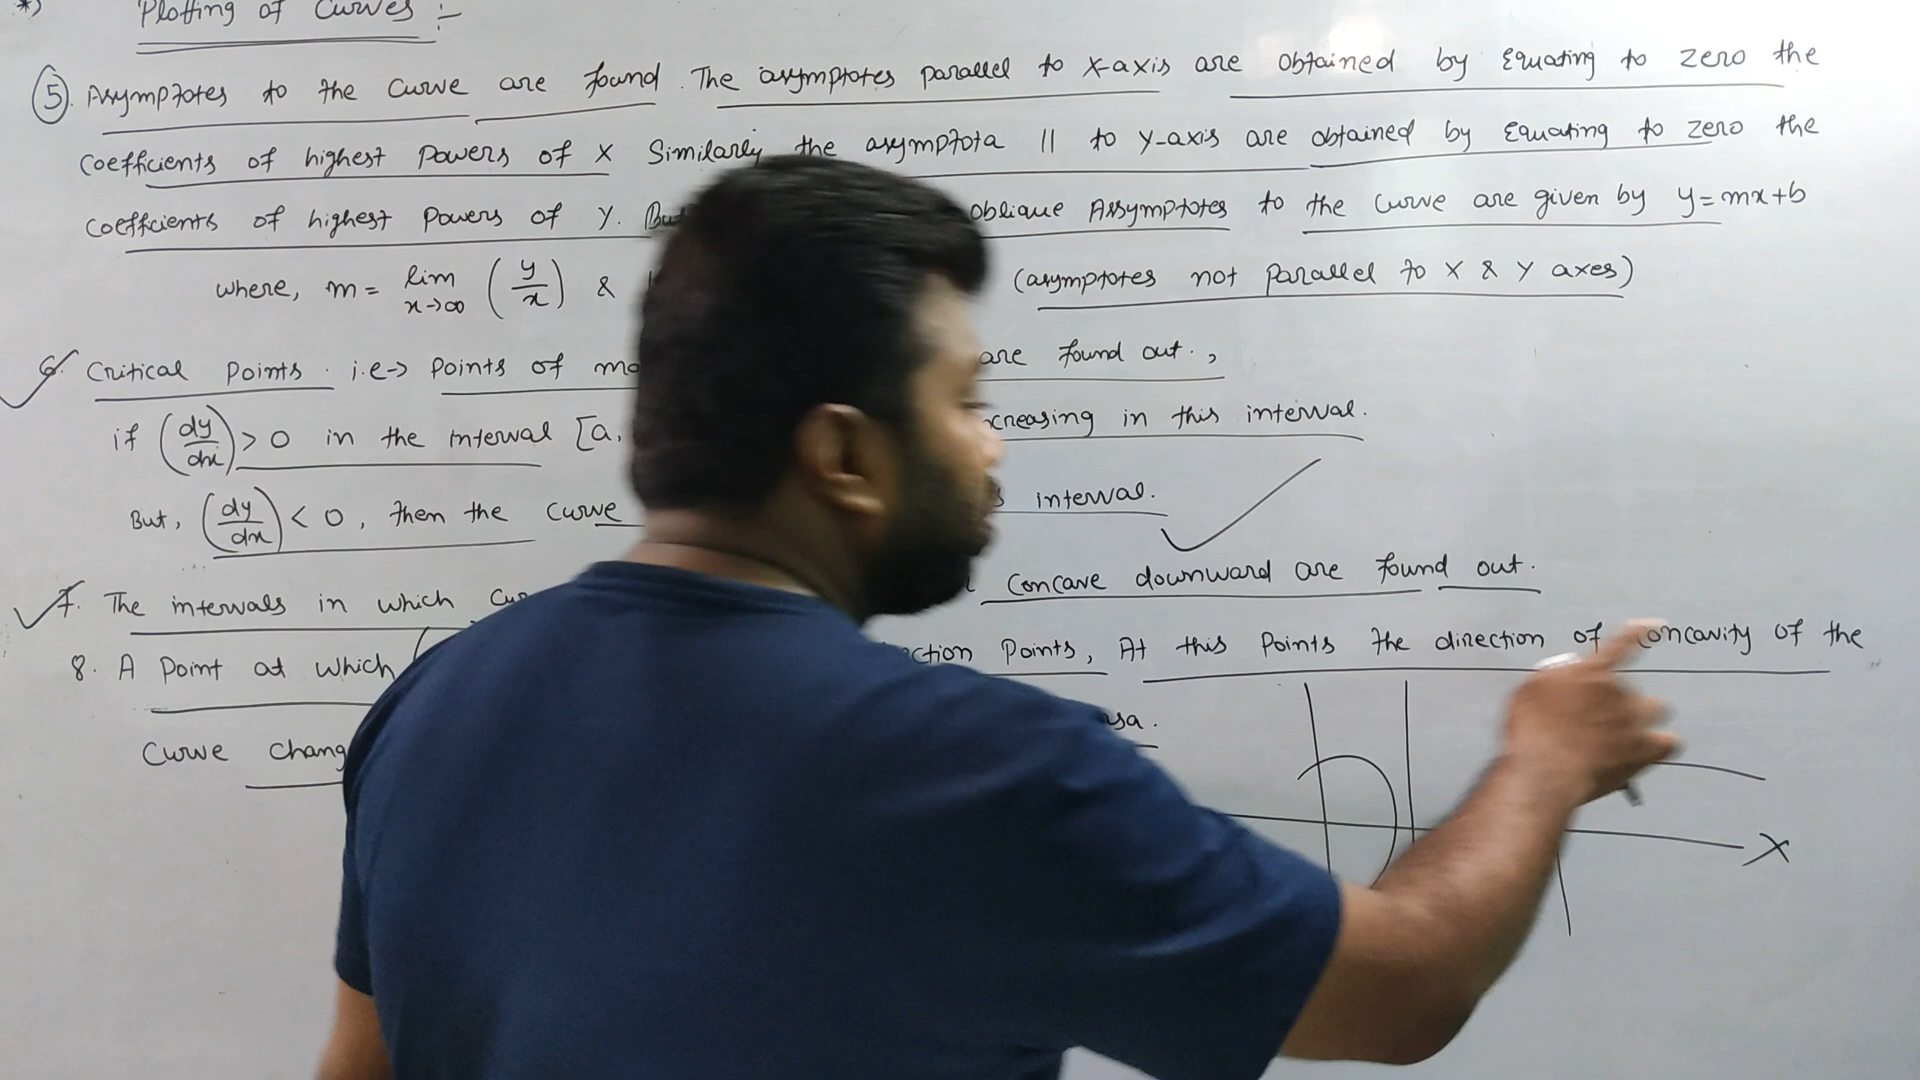 *) Plotting of Curves :-
(5). Asymptotes to the curve are found. The asymptotes parallel to X-axis are obtained by Equating to zero the
coefficients of highest Powers of X Similarly the asymptota || to Y-axis are obtained by Equating to zero the
coefficients of highest Powers of Y. But oblique Assymptotes to the curve are given by y=mx+b
where, m = lim x→∞ (y/x) & (asymptotes not parallel to X & Y axes)
6. Critical Points. i.e-> Points of are found out.,
if (dy/dx) > 0 in the interval [a, creasing in this interval.
But, (dy/dx) < 0, then the curve interval.
7. The intervals in which Concave downward are found out.
8. A Point at which ction Points, At this Points the direction of concavity of the
Curve chang
X